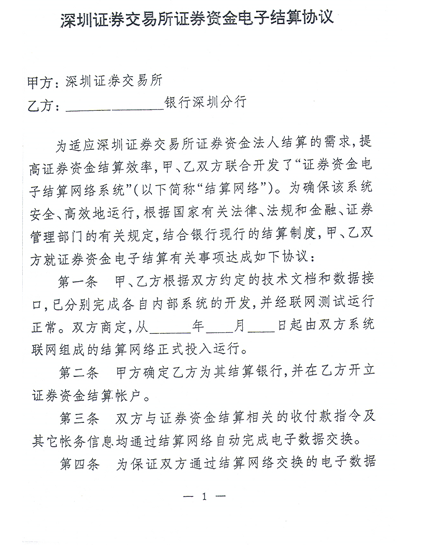 深圳证券交易所证券资金电子结算协议
甲方：深圳证券交易所
乙方：______________银行深圳分行
为适应深圳证券交易所证券资金法人结算的需求,提
高证券资金结算效率,甲、乙双方联合开发了“证券资金电
子结算网络系统”(以下简称“结算网络”)。为确保该系统
安全、高效地运行,根据国家有关法律、法规和金融、证券
管理部门的有关规定,结合银行现行的结算制度,甲、乙双
方就证券资金电子结算有关事项达成如下协议:
第一条　甲、乙方根据双方约定的技术文档和数据接
口,已分别完成各自内部系统的开发,并经联网测试运行
正常。双方商定,从______年____月____日起由双方系统
联网组成的结算网络正式投入运行。
第二条　甲方确定乙方为其结算银行,并在乙方开立
证券资金结算帐户。
第三条　双方与证券资金结算相关的收付款指令及
其它帐务信息均通过结算网络自动完成电子数据交换。
第四条　为保证双方通过结算网络交换的电子数据
— 1 —